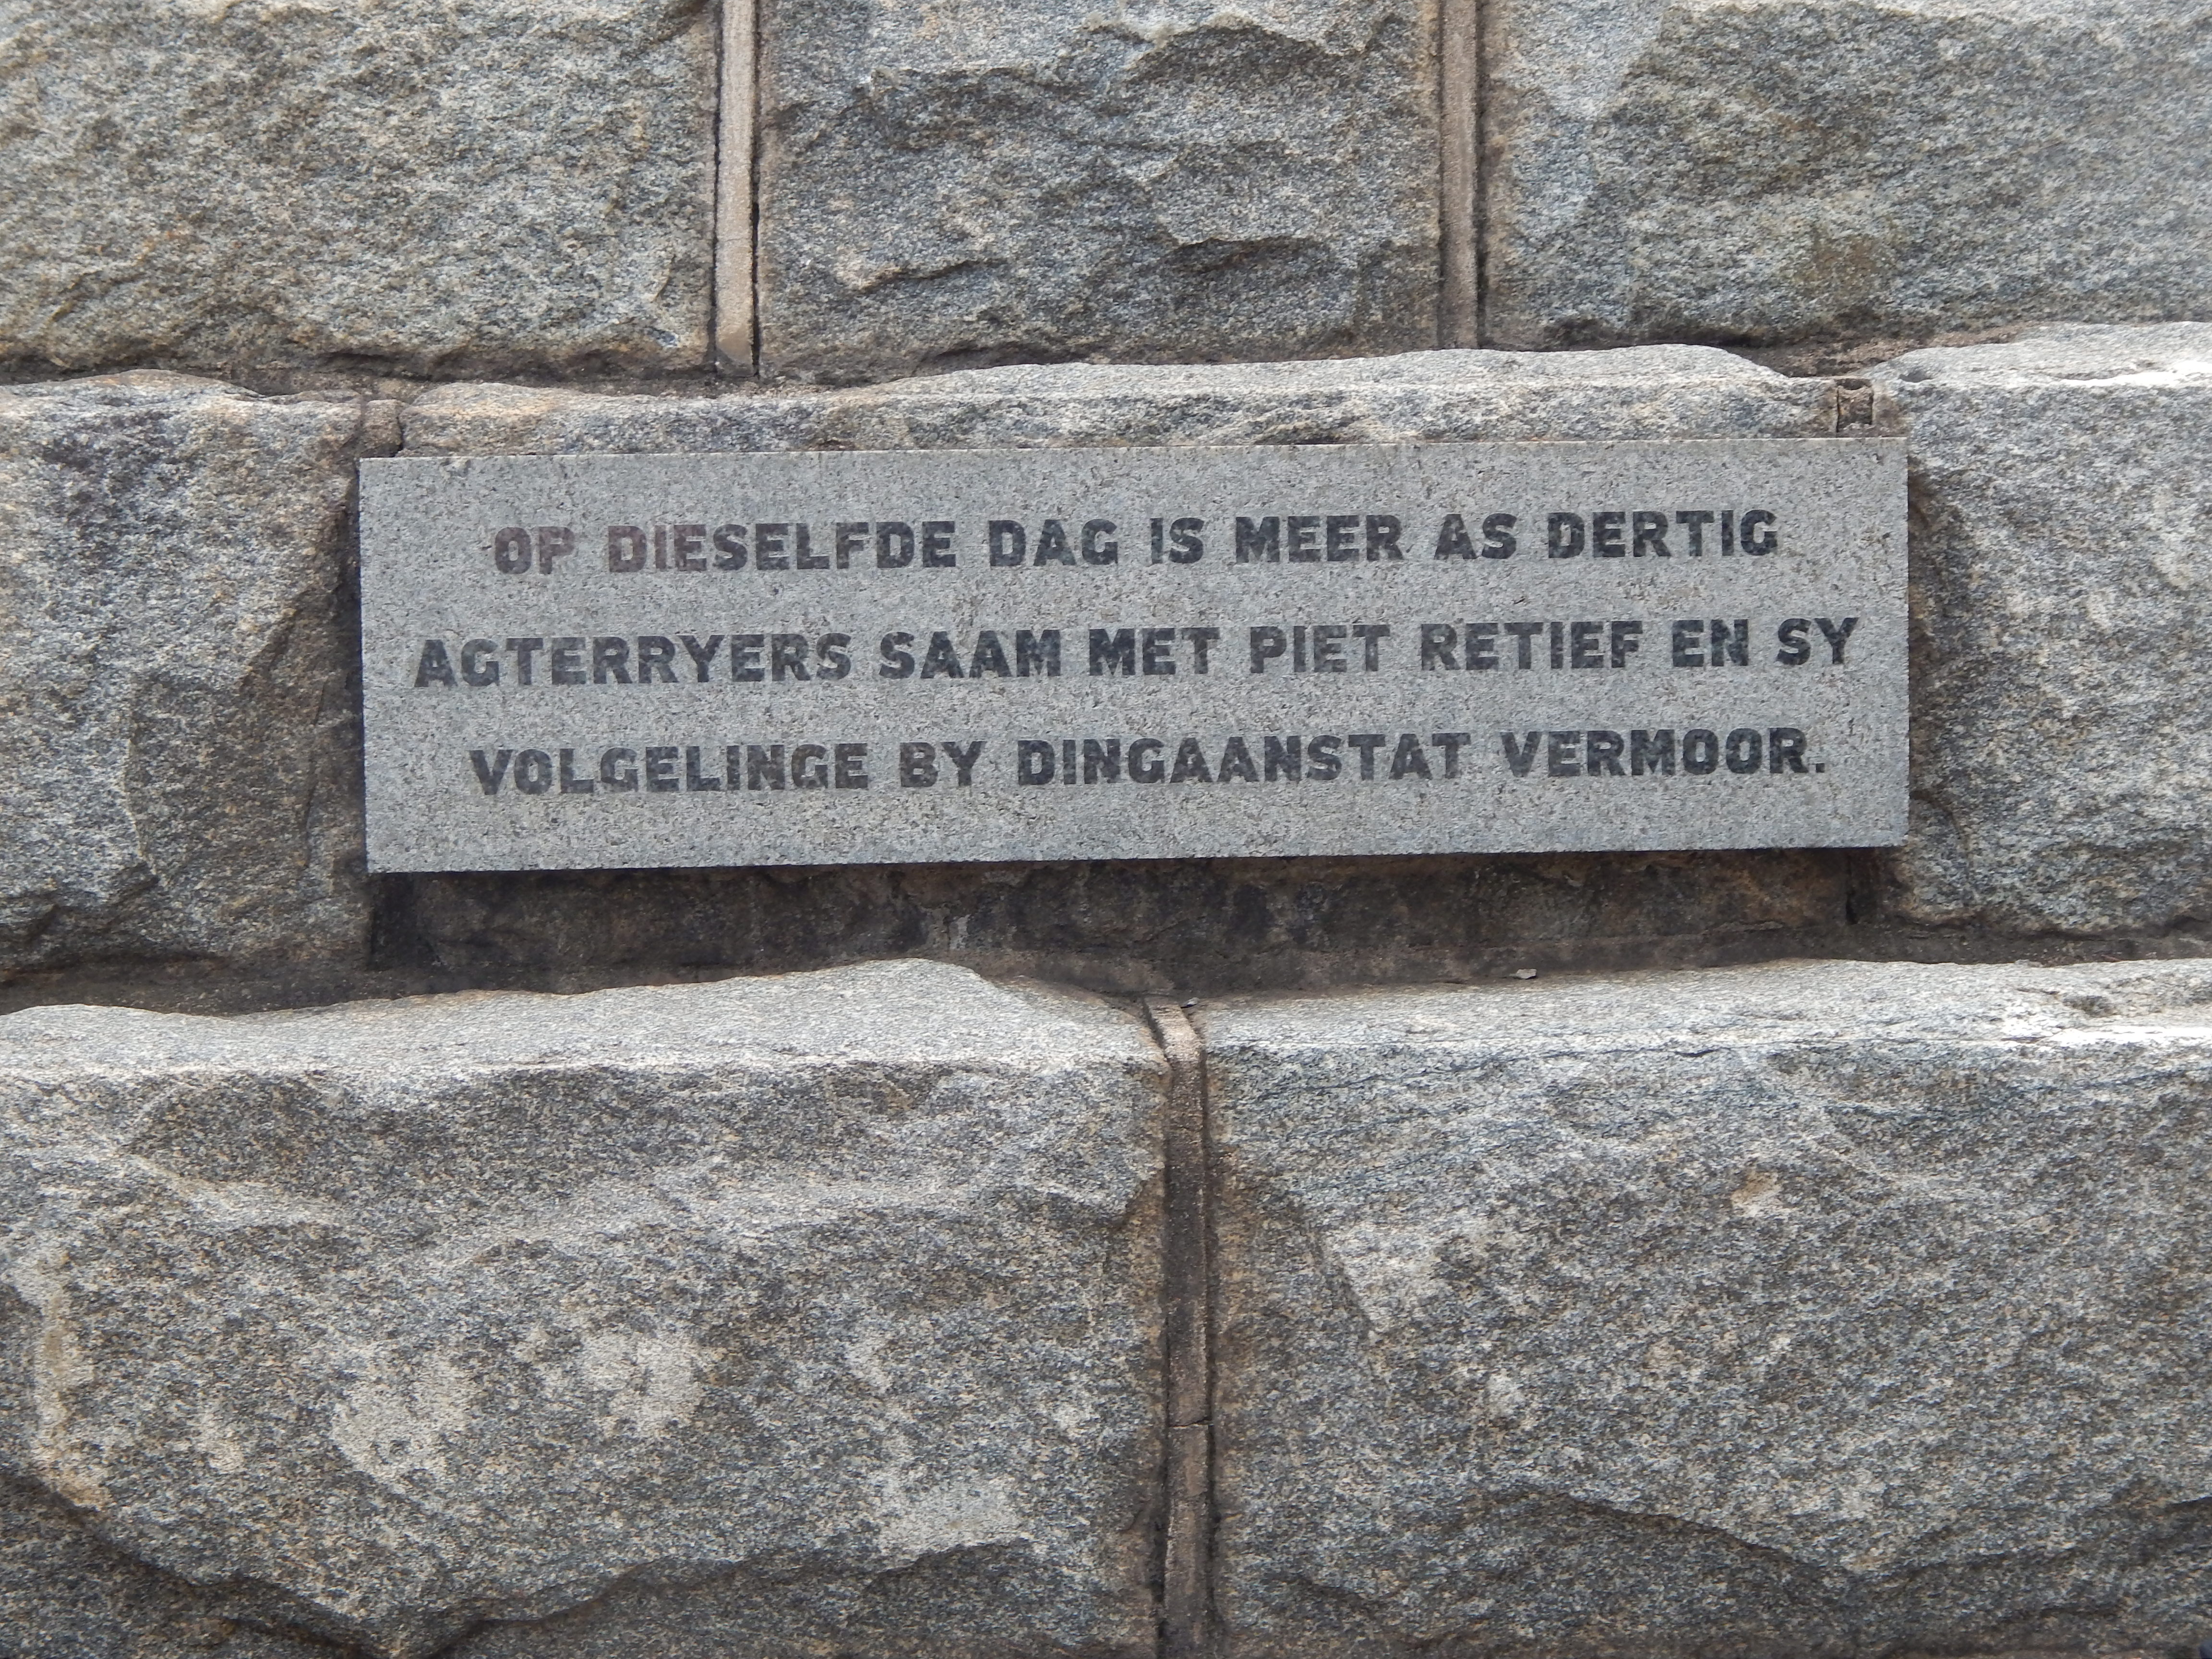 OP DIESELFDE DAG IS MEER AS DERTIG
AGTERRYERS SAAM MET PIET RETIEF EN SY
VOLGELINGE BY DINGAANSTAT VERMOOR.